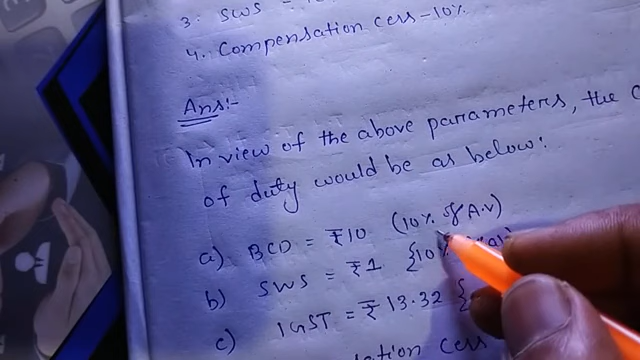 3. SWS -
4. Compensation cess - 10%
Ans:-
In view of the above parameters, the
of duty would be as below:
a) BCD = ₹10 (10% of A.V)
b) SWS = ₹1 {10%
c) IGST = ₹13.32 {
cess